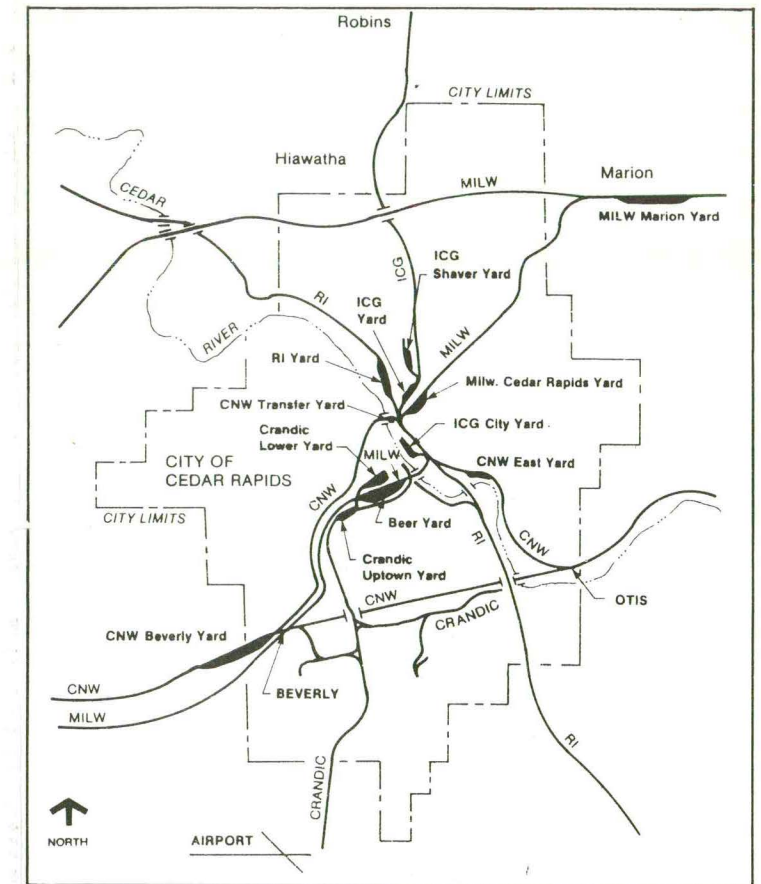 Robins
CITY LIMITS
Hiawatha
Marion
MILW
CEDAR
MILW Marion Yard
ICG
ICG
Shaver Yard
RI
ICG
Yard
MILW
RIVER
RI Yard
Milw. Cedar Rapids Yard
CNW Transfer Yard
ICG City Yard
Crandic
Lower Yard
MILW
CITY OF
CEDAR RAPIDS
CNW East Yard
CNW
CITY LIMITS
Beer Yard
RI
CNW
Crandic
Uptown Yard
CNW
OTIS
CRANDIC
CNW Beverly Yard
CNW
BEVERLY
MILW
RI
CRANDIC
NORTH
AIRPORT